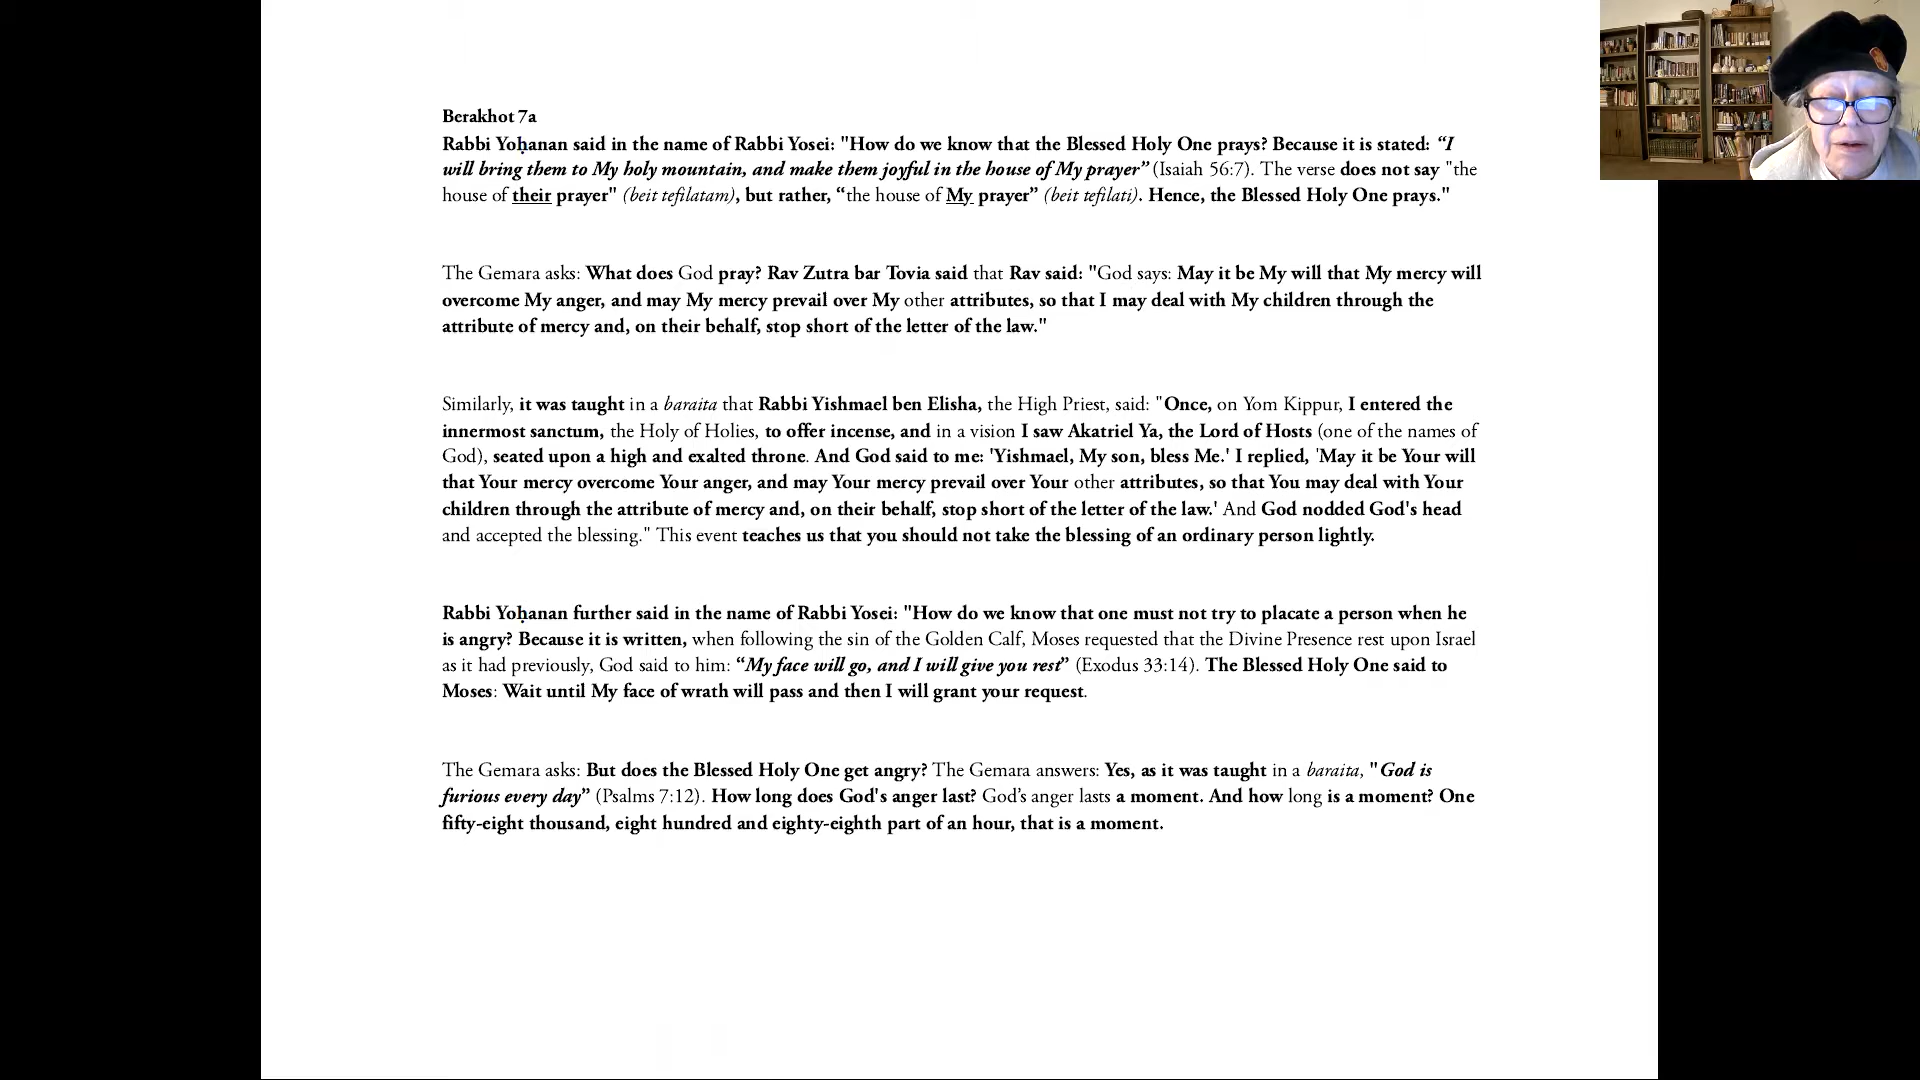 Berakhot 7a
Rabbi Yoḥanan said in the name of Rabbi Yosei: "How do we know that the Blessed Holy One prays? Because it is stated: “I
will bring them to My holy mountain, and make them joyful in the house of My prayer” (Isaiah 56:7). The verse does not say "the
house of their prayer" (beit tefilatam), but rather, “the house of My prayer” (beit tefilati). Hence, the Blessed Holy One prays."
The Gemara asks: What does God pray? Rav Zutra bar Tovia said that Rav said: "God says: May it be My will that My mercy will
overcome My anger, and may My mercy prevail over My other attributes, so that I may deal with My children through the
attribute of mercy and, on their behalf, stop short of the letter of the law."
Similarly, it was taught in a baraita that Rabbi Yishmael ben Elisha, the High Priest, said: "Once, on Yom Kippur, I entered the
innermost sanctum, the Holy of Holies, to offer incense, and in a vision I saw Akatriel Ya, the Lord of Hosts (one of the names of
God), seated upon a high and exalted throne. And God said to me: 'Yishmael, My son, bless Me.' I replied, 'May it be Your will
that Your mercy overcome Your anger, and may Your mercy prevail over Your other attributes, so that You may deal with Your
children through the attribute of mercy and, on their behalf, stop short of the letter of the law.' And God nodded God's head
and accepted the blessing." This event teaches us that you should not take the blessing of an ordinary person lightly.
Rabbi Yoḥanan further said in the name of Rabbi Yosei: "How do we know that one must not try to placate a person when he
is angry? Because it is written, when following the sin of the Golden Calf, Moses requested that the Divine Presence rest upon Israel
as it had previously, God said to him: “My face will go, and I will give you rest” (Exodus 33:14). The Blessed Holy One said to
Moses: Wait until My face of wrath will pass and then I will grant your request.
The Gemara asks: But does the Blessed Holy One get angry? The Gemara answers: Yes, as it was taught in a baraita, "God is
furious every day” (Psalms 7:12). How long does God's anger last? God’s anger lasts a moment. And how long is a moment? One
fifty-eight thousand, eight hundred and eighty-eighth part of an hour, that is a moment.